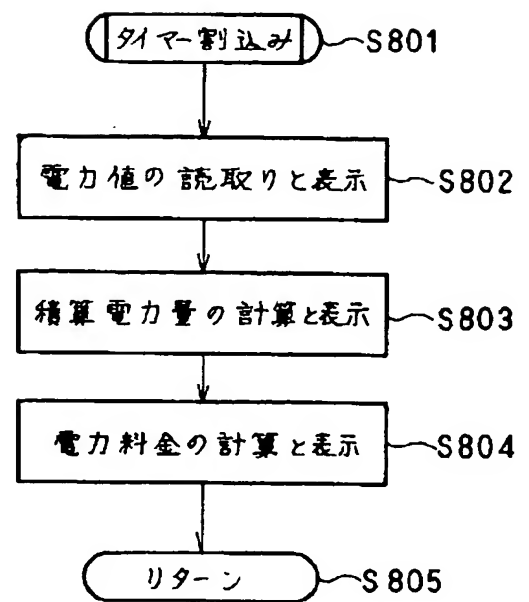 タイマー割込み S801
電力値の読取りと表示 S802
積算電力量の計算と表示 S803
電力料金の計算と表示 S804
リターン S805